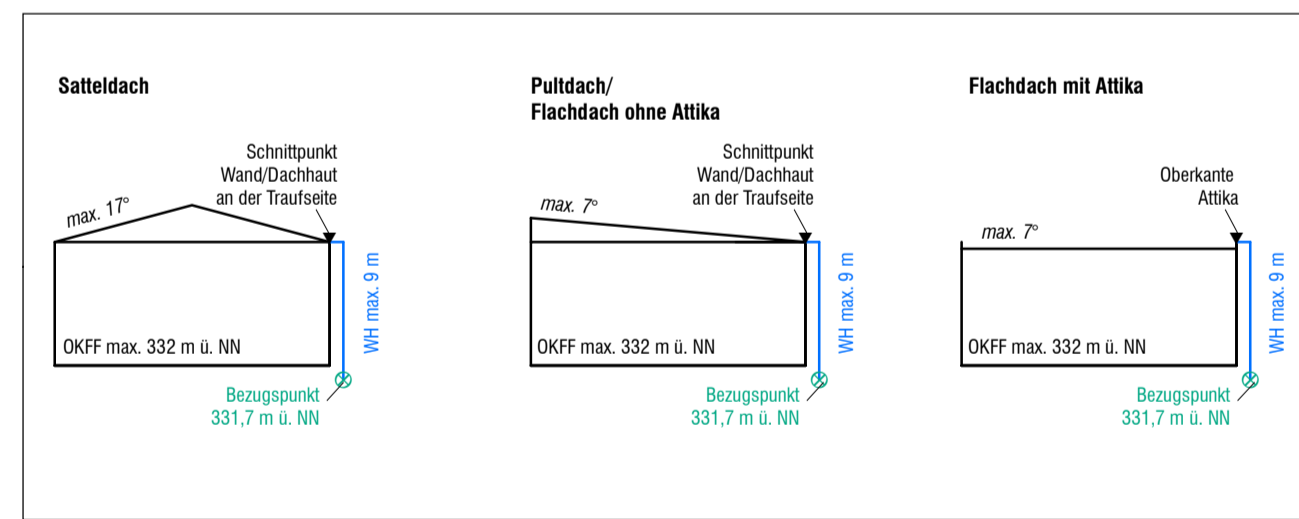 Satteldach
Schnittpunkt
Wand/Dachhaut
an der Traufseite
max. 17°
WH max. 9 m
OKFF max. 332 m ü. NN
Bezugspunkt
331,7 m ü. NN
Pultdach/
Flachdach ohne Attika
Schnittpunkt
Wand/Dachhaut
an der Traufseite
max. 7°
WH max. 9 m
OKFF max. 332 m ü. NN
Bezugspunkt
331,7 m ü. NN
Flachdach mit Attika
Oberkante
Attika
max. 7°
WH max. 9 m
OKFF max. 332 m ü. NN
Bezugspunkt
331,7 m ü. NN